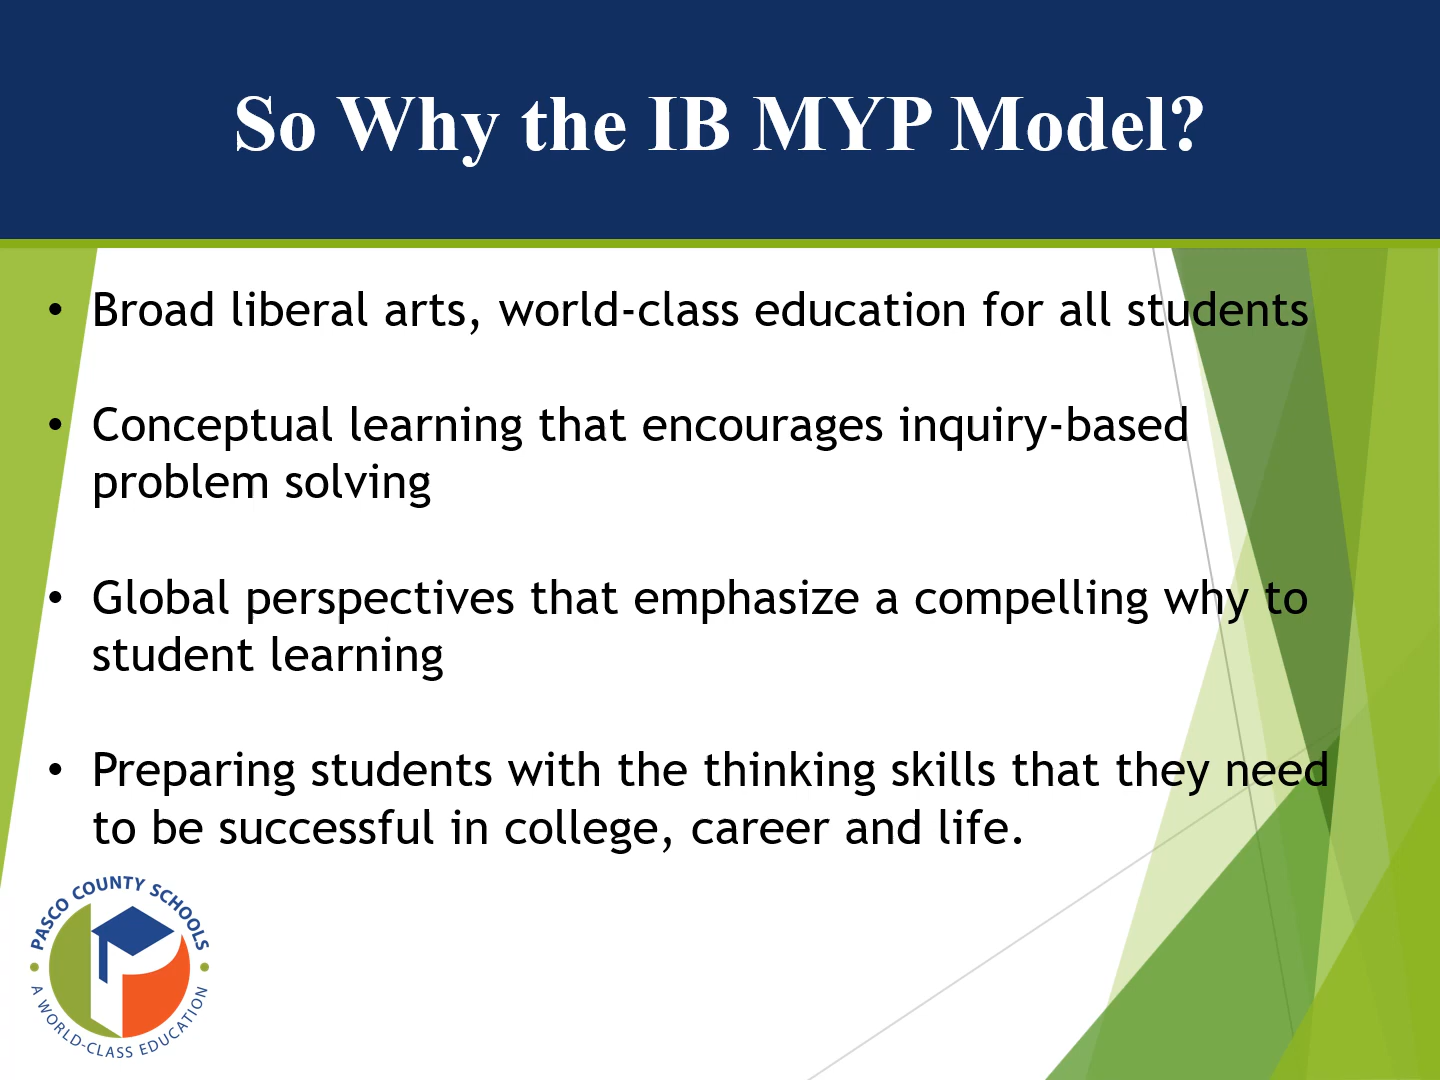 So Why the IB MYP Model?
• Broad liberal arts, world-class education for all students
• Conceptual learning that encourages inquiry-based
problem solving
• Global perspectives that emphasize a compelling why to
student learning
• Preparing students with the thinking skills that they need
to be successful in college, career and life.
PASCO COUNTY SCHOOLS
A WORLD-CLASS EDUCATION